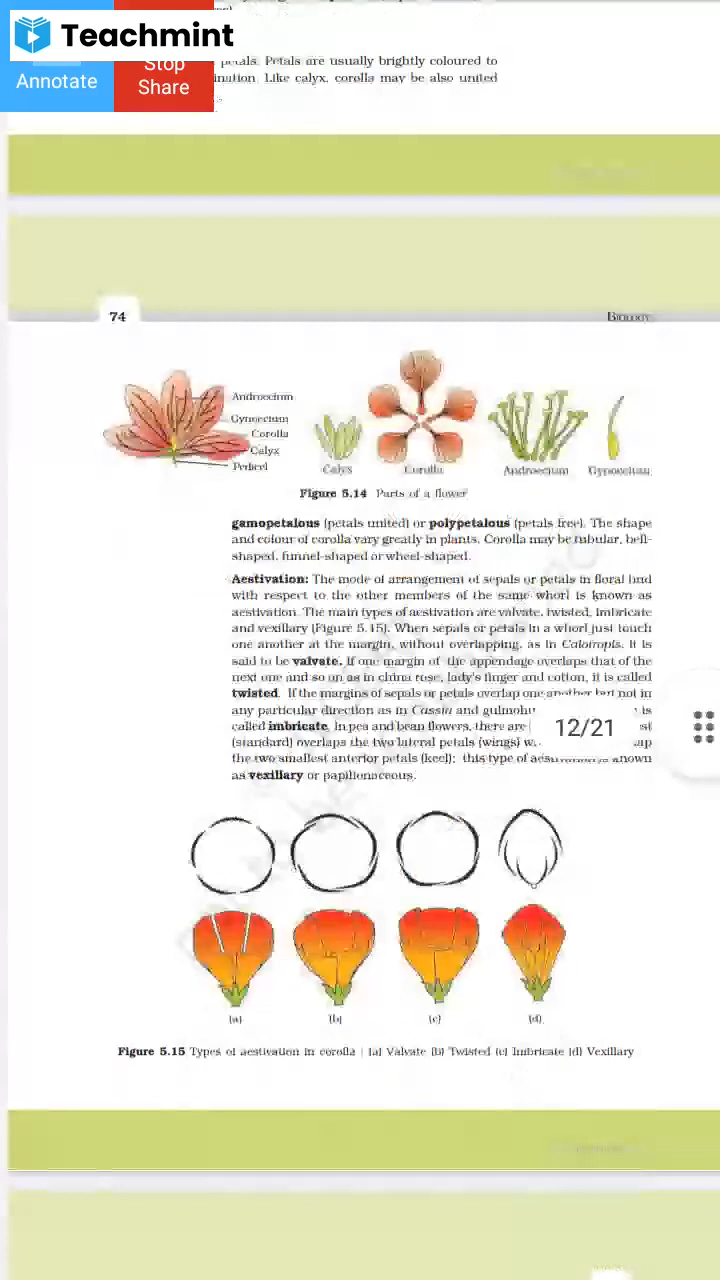 Teachmint
Annotate
Stop
Share
petals. Petals are usually brightly coloured to
Like calyx, corolla may be also united
74
BIOLOGY
Androecium
Gynoecium
Corolla
Calyx
Pedicel
Calyx
Corolla
Androecium
Gynoecium
Figure 5.14 Parts of a flower
gamopetalous (petals united) or polypetalous (petals free). The shape
and colour of corolla vary greatly in plants. Corolla may be tubular, bell-
shaped, funnel-shaped or wheel-shaped.
Aestivation: The mode of arrangement of sepals or petals in floral bud
with respect to the other members of the same whorl is known as
aestivation. The main types of aestivation are valvate, twisted, imbricate
and vexillary (Figure 5.15). When sepals or petals in a whorl just touch
one another at the margin, without overlapping, as in Calotropis, it is
said to be valvate. If one margin of the appendage overlaps that of the
next one and so on as in china rose, lady's finger and cotton, it is called
twisted. If the margins of sepals or petals overlap one another but not in
any particular direction as in Cassia and gulmohur is
called imbricate. In pea and bean flowers, there are
12/21
(standard) overlaps the two lateral petals (wings)
the two smallest anterior petals (keel); this type of known
as vexillary or papilionaceous.
(a)
(b)
(c)
(d)
Figure 5.15 Types of aestivation in corolla : (a) Valvate (b) Twisted (c) Imbricate (d) Vexillary